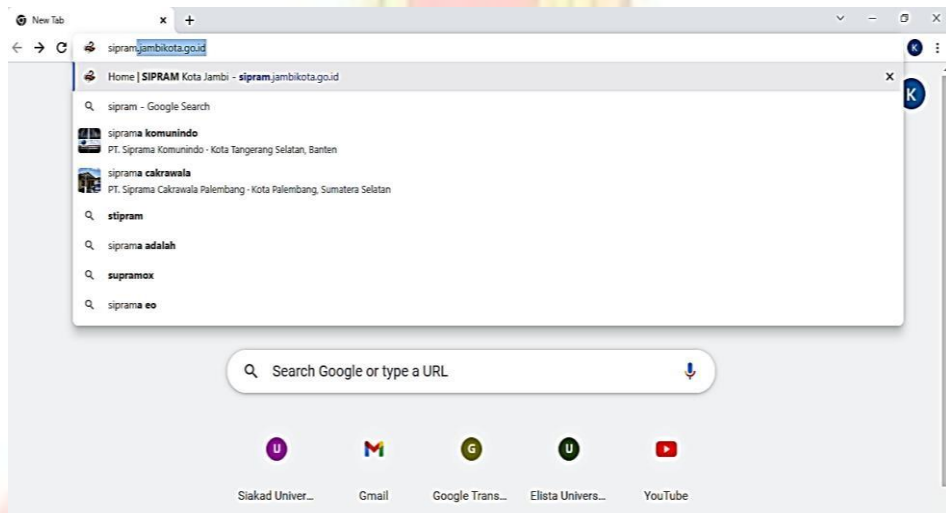 New Tab
sipram.jambikota.go.id
K
Home | SIPRAM Kota Jambi - sipram.jambikota.go.id
K
sipram - Google Search
siprama komunindo
PT. Siprama Komunindo - Kota Tangerang Selatan, Banten
siprama cakrawala
PT. Siprama Cakrawala Palembang - Kota Palembang, Sumatera Selatan
stipram
siprama adalah
supramox
siprama eo
Search Google or type a URL
U G U
Siakad Univer... Gmail Google Trans... Elista Univers... YouTube